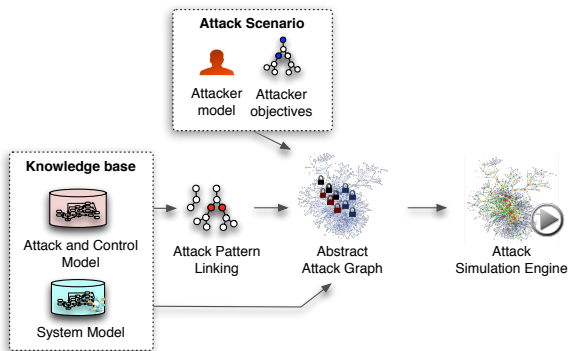 Attack Scenario
Attacker
model
Attacker
objectives
Knowledge base
Attack and Control
Model
System Model
Attack Pattern
Linking
Abstract
Attack Graph
Attack
Simulation Engine